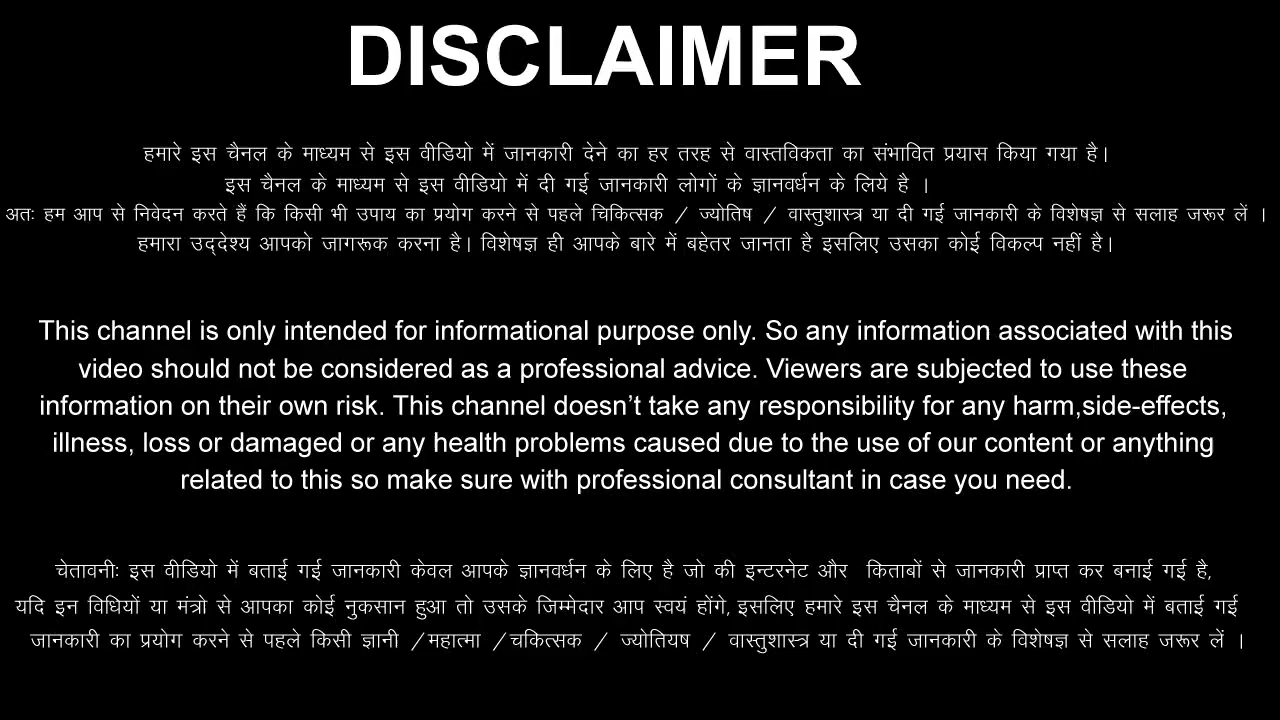 DISCLAIMER
हमारे इस चैनल के माध्यम से इस वीडियो में जानकारी देने का हर तरह से वास्तविकता का संभावित प्रयास किया गया है।
इस चैनल के माध्यम से इस वीडियो में दी गई जानकारी लोगों के ज्ञानवर्धन के लिये है ।
अतः हम आप से निवेदन करते हैं कि किसी भी उपाय का प्रयोग करने से पहले चिकित्सक / ज्योतिष / वास्तुशास्त्र या दी गई जानकारी के विशेषज्ञ से सलाह जरूर लें ।
हमारा उद्देश्य आपको जागरूक करना है। विशेषज्ञ ही आपके बारे में बहेतर जानता है इसलिए उसका कोई विकल्प नहीं है।
This channel is only intended for informational purpose only. So any information associated with this
video should not be considered as a professional advice. Viewers are subjected to use these
information on their own risk. This channel doesn’t take any responsibility for any harm,side-effects,
illness, loss or damaged or any health problems caused due to the use of our content or anything
related to this so make sure with professional consultant in case you need.
चेतावनीः इस वीडियो में बताई गई जानकारी केवल आपके ज्ञानवर्धन के लिए है जो की इन्टरनेट और किताबों से जानकारी प्राप्त कर बनाई गई है,
यदि इन विधियों या मंत्रो से आपका कोई नुकसान हुआ तो उसके जिम्मेदार आप स्वयं होंगे, इसलिए हमारे इस चैनल के माध्यम से इस वीडियो में बताई गई
जानकारी का प्रयोग करने से पहले किसी ज्ञानी /महात्मा /चकित्सक / ज्योतियष / वास्तुशास्त्र या दी गई जानकारी के विशेषज्ञ से सलाह जरूर लें ।